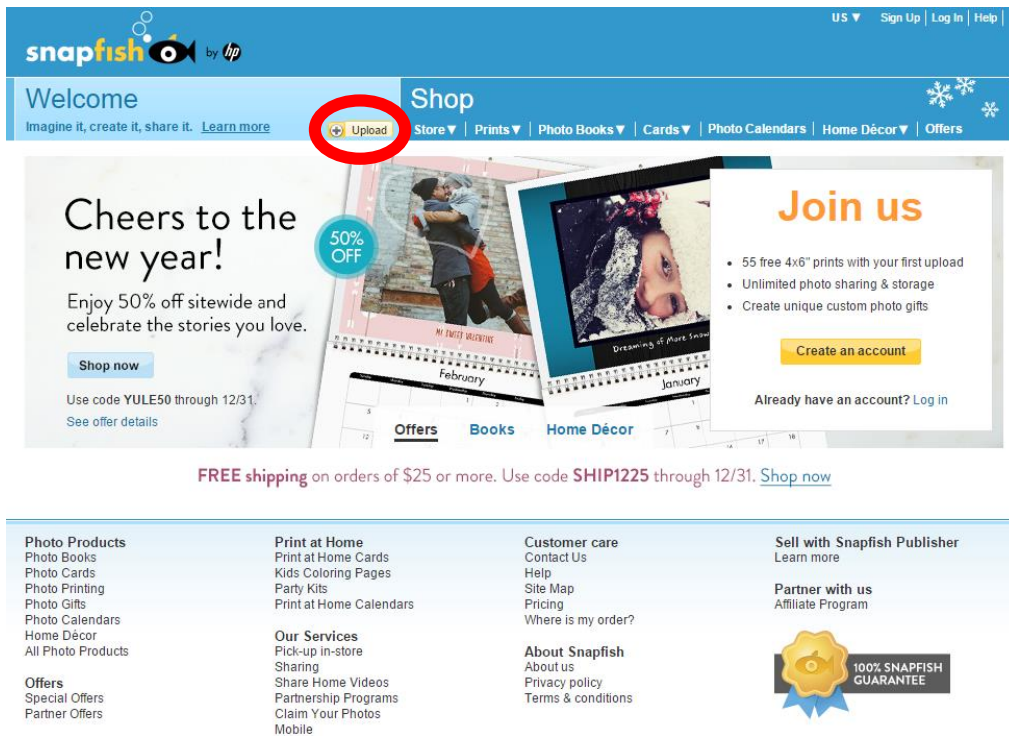 US ▼ Sign Up | Log In | Help |
snapfish by hp
Welcome
Imagine it, create it, share it. Learn more
Upload
Shop
Store▼ | Prints▼ | Photo Books▼ | Cards▼ | Photo Calendars | Home Décor▼ | Offers
Cheers to the
new year!
50%
OFF
Enjoy 50% off sitewide and
celebrate the stories you love.
Shop now
Use code YULE50 through 12/31.
See offer details
MY SWEET VALENTINE
February
5
12
Dreaming of More Snow
January
17 18
Offers Books Home Décor
Join us
• 55 free 4x6" prints with your first upload
• Unlimited photo sharing & storage
• Create unique custom photo gifts
Create an account
Already have an account? Log in
FREE shipping on orders of $25 or more. Use code SHIP1225 through 12/31. Shop now
Photo Products
Photo Books
Photo Cards
Photo Printing
Photo Gifts
Photo Calendars
Home Décor
All Photo Products
Offers
Special Offers
Partner Offers
Print at Home
Print at Home Cards
Kids Coloring Pages
Party Kits
Print at Home Calendars
Our Services
Pick-up in-store
Sharing
Share Home Videos
Partnership Programs
Claim Your Photos
Mobile
Customer care
Contact Us
Help
Site Map
Pricing
Where is my order?
About Snapfish
About us
Privacy policy
Terms & conditions
Sell with Snapfish Publisher
Learn more
Partner with us
Affiliate Program
100% SNAPFISH
GUARANTEE